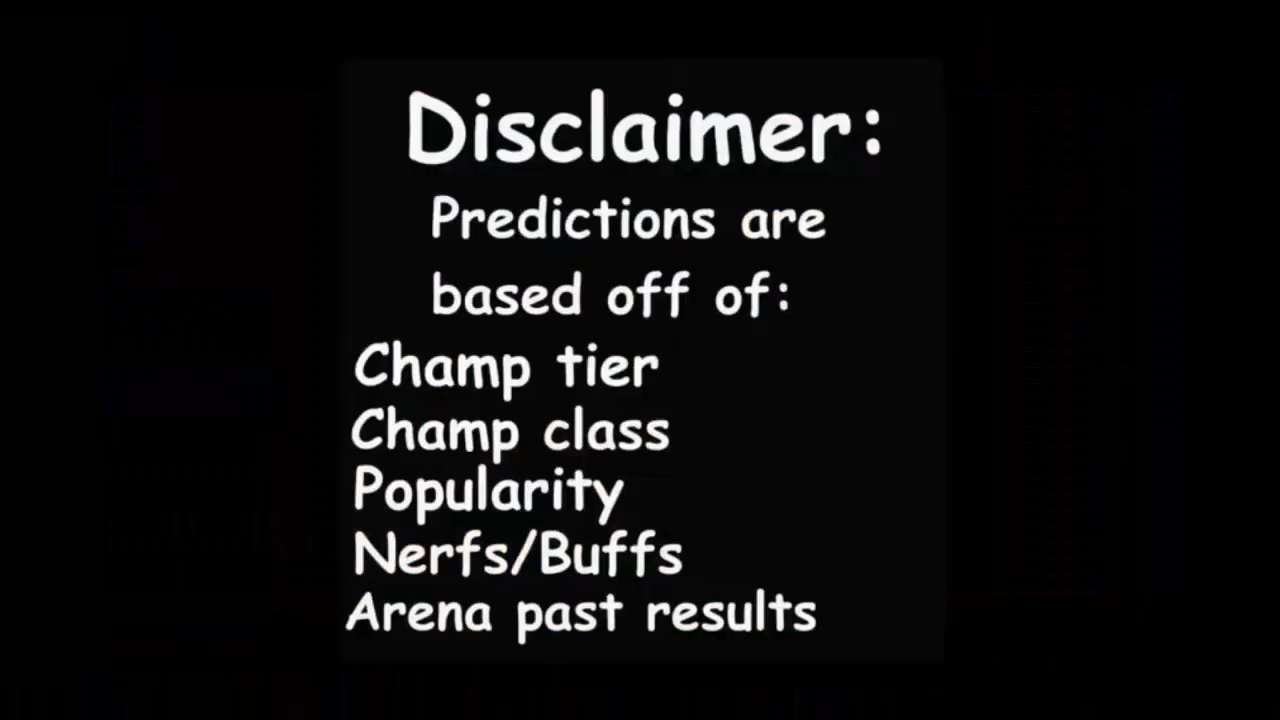 Disclaimer:
Predictions are
based off of:
Champ tier
Champ class
Popularity
Nerfs/Buffs
Arena past results